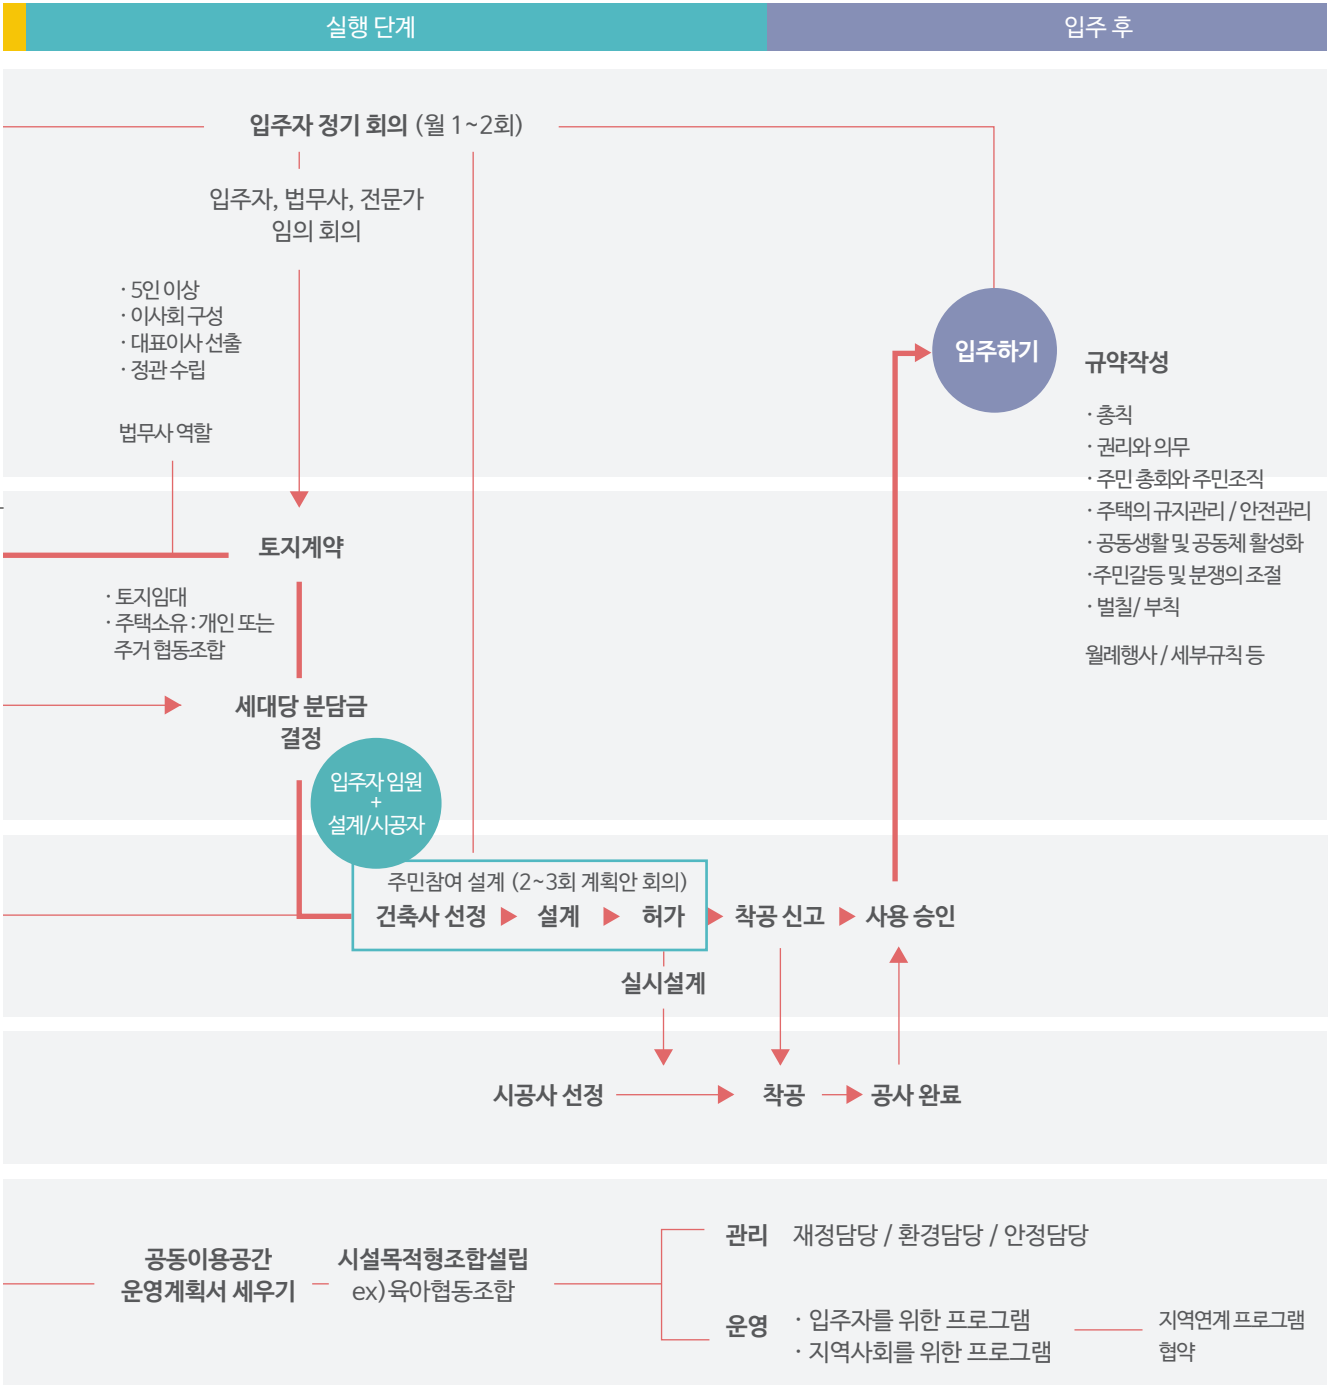 실행 단계
입주 후
입주자 정기 회의 (월 1~2회)
입주자, 법무사, 전문가
임의 회의
· 5인 이상
· 이사회 구성
· 대표이사 선출
· 정관 수립
법무사 역할
입주하기
규약작성
· 총칙
· 권리와 의무
· 주민 총회와 주민조직
· 주택의 규지관리 / 안전관리
· 공동생활 및 공동체 활성화
·주민갈등 및 분쟁의 조절
· 벌칙/ 부칙
월례행사 / 세부규칙 등
토지계약
· 토지임대
· 주택소유 : 개인 또는
주거 협동조합
세대당 분담금
결정
입주자 임원
+
설계/시공자
주민참여 설계 (2~3회 계획안 회의)
건축사 선정 설계 허가 착공 신고 사용 승인
실시설계
시공사 선정 착공 공사 완료
공동이용공간
운영계획서 세우기
시설목적형조합설립
ex)육아협동조합
관리 재정담당 / 환경담당 / 안정담당
운영
· 입주자를 위한 프로그램
· 지역사회를 위한 프로그램
지역연계 프로그램
협약